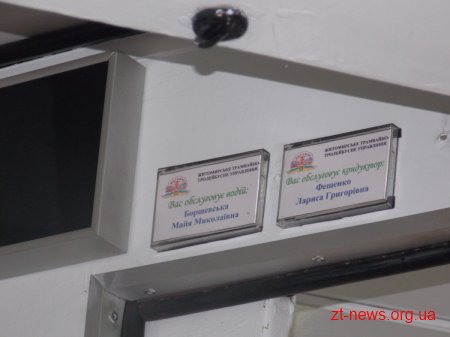 ЖИТОМИРСЬКЕ ТРАМВАЙНО-
ТРОЛЕЙБУСНЕ УПРАВЛІННЯ
Вас обслуговує водій:
Борщевська
Майя Миколаївна
ЖИТОМИРСЬКЕ ТРАМВАЙНО-
ТРОЛЕЙБУСНЕ УПРАВЛІННЯ
Вас обслуговує кондуктор:
Фещенко
Лариса Григорівна
zt-news.org.ua